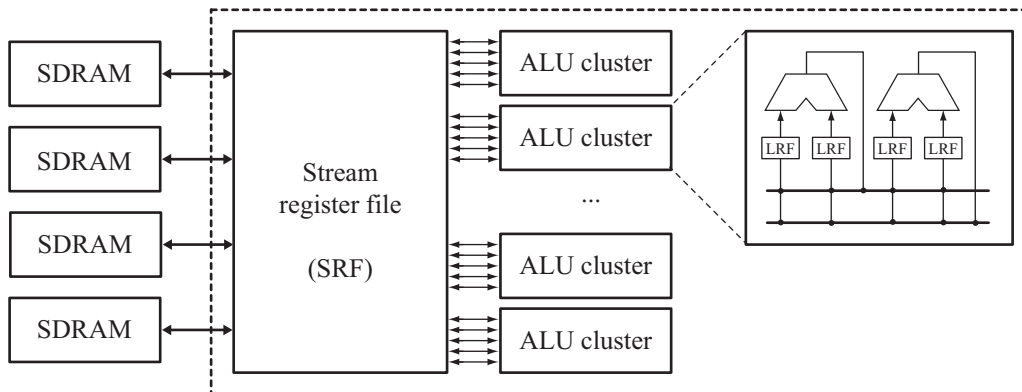 SDRAM
SDRAM
SDRAM
SDRAM
Stream
register file
(SRF)
ALU cluster
ALU cluster
...
ALU cluster
ALU cluster
LRF LRF LRF LRF